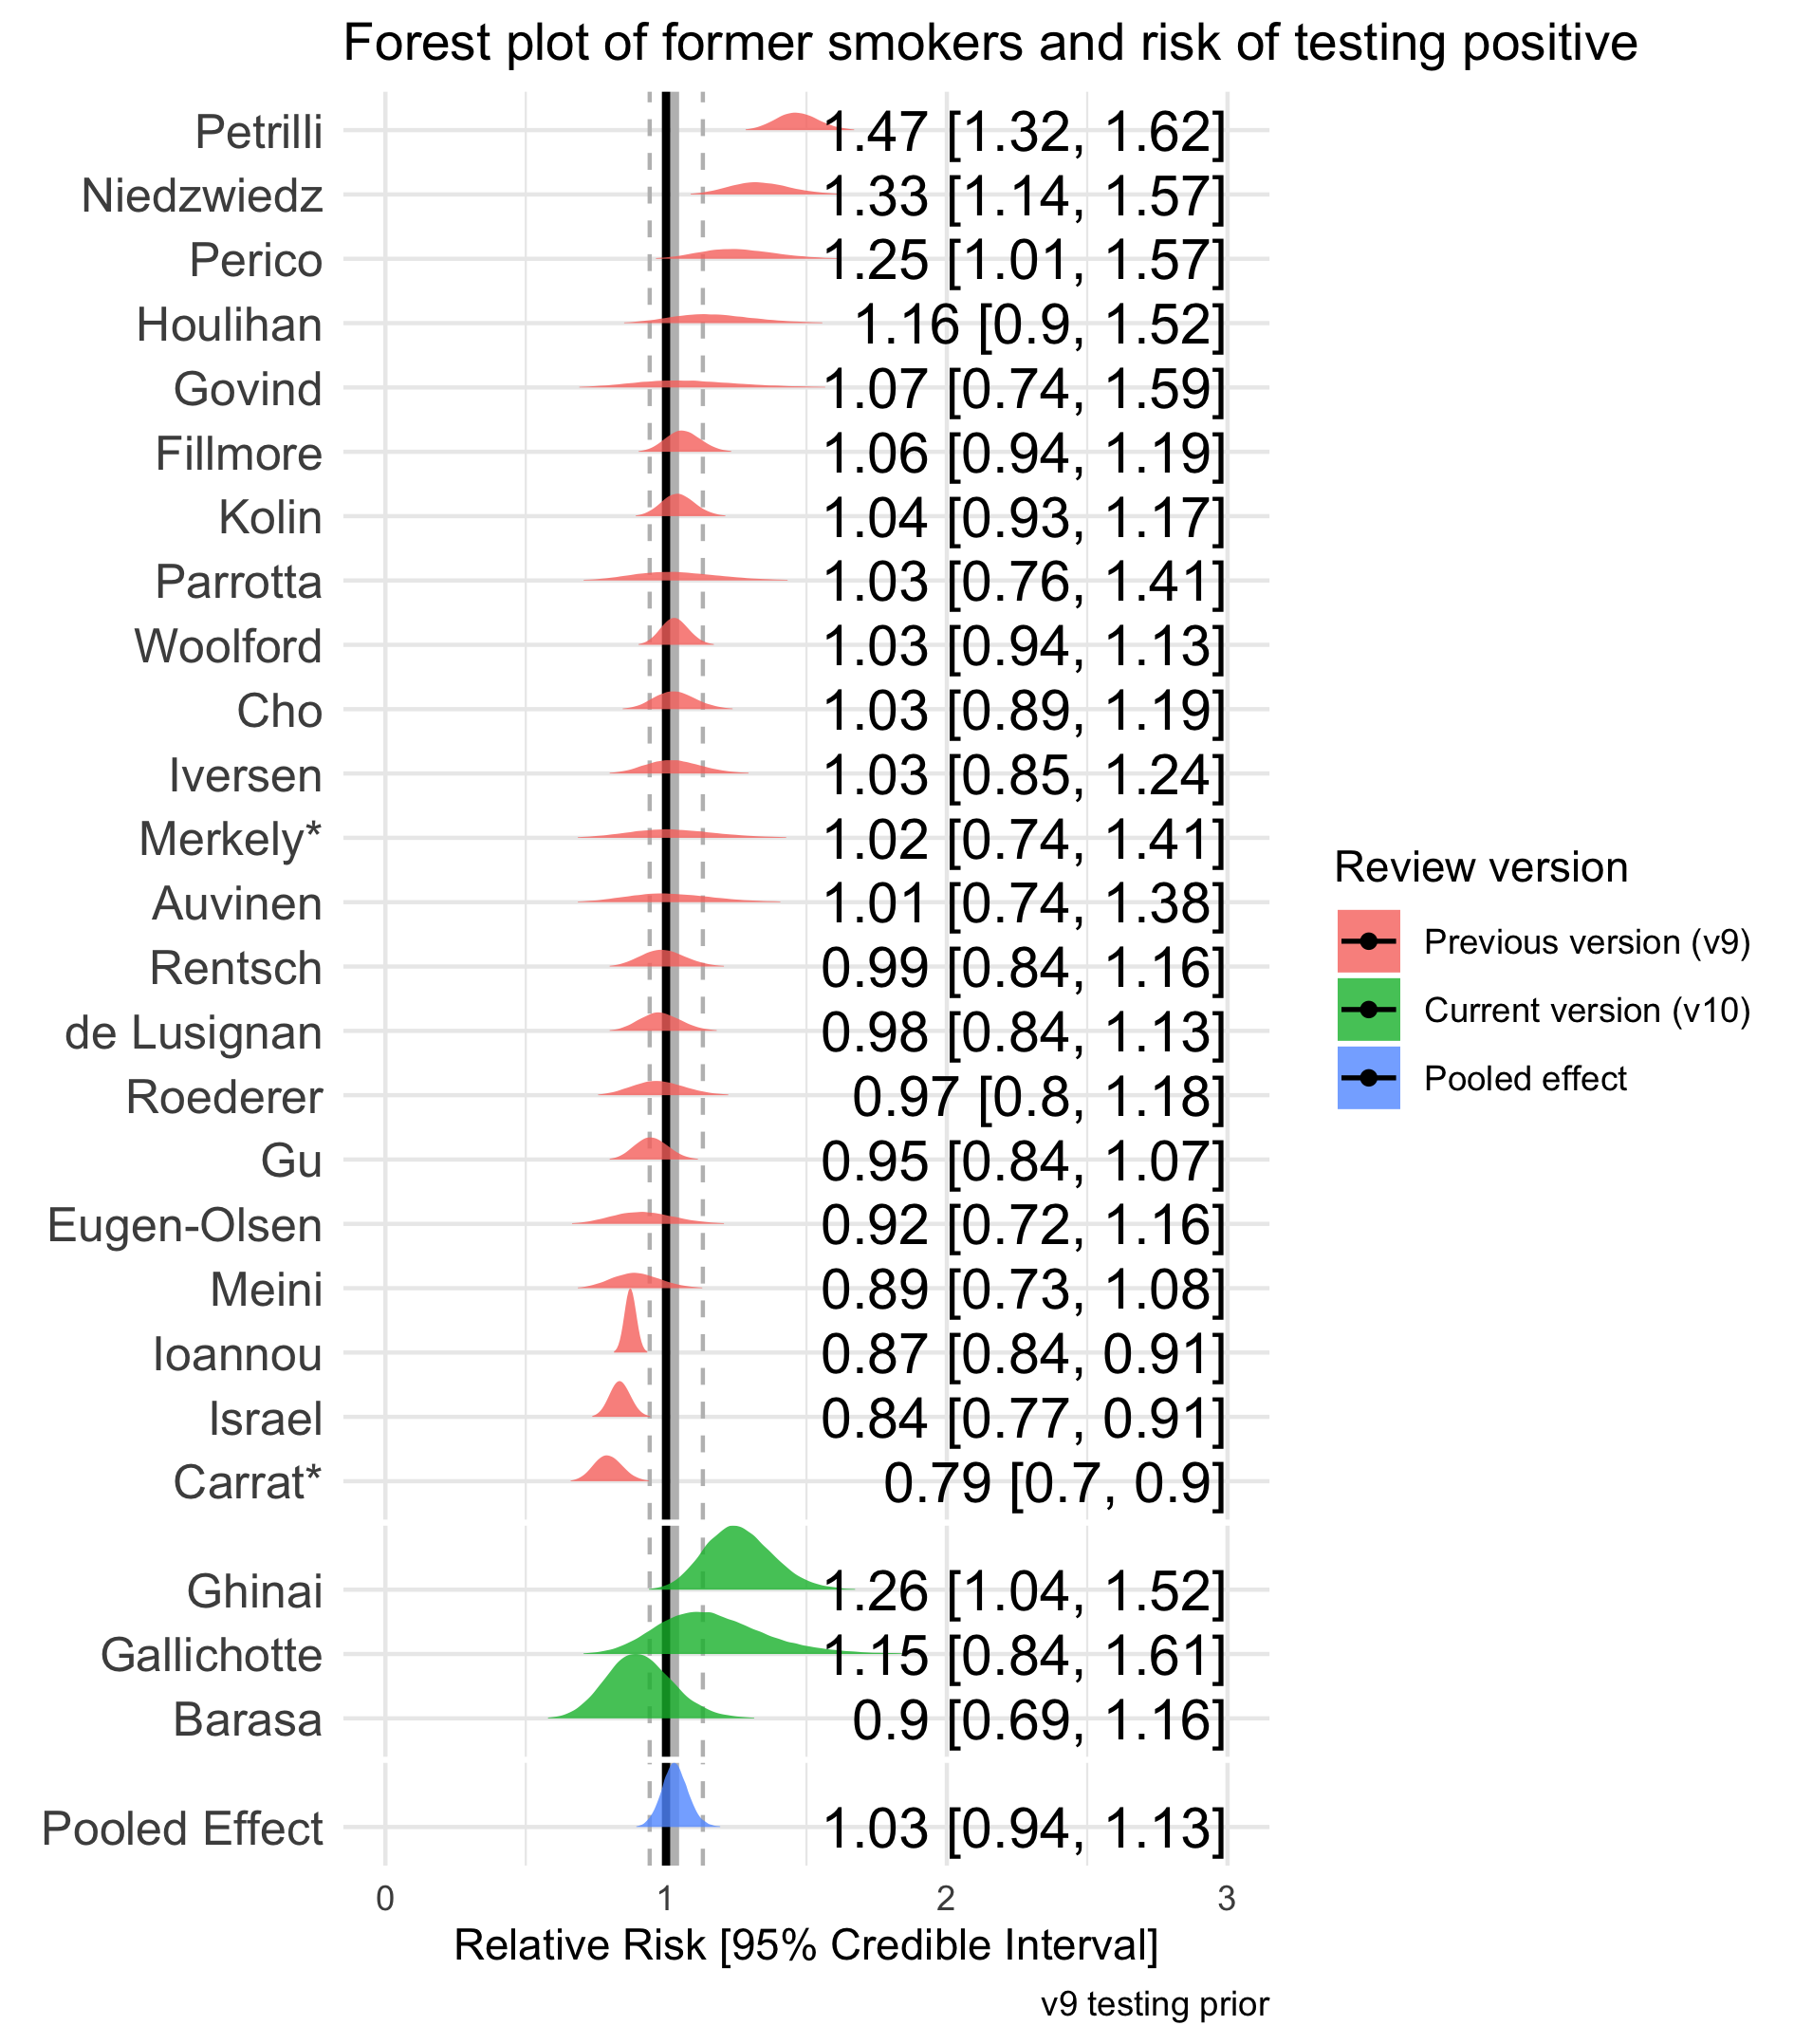 Forest plot of former smokers and risk of testing positive
Petrilli 1.47 [1.32, 1.62]
Niedzwiedz 1.33 [1.14, 1.57]
Perico 1.25 [1.01, 1.57]
Houlihan 1.16 [0.9, 1.52]
Govind 1.07 [0.74, 1.59]
Fillmore 1.06 [0.94, 1.19]
Kolin 1.04 [0.93, 1.17]
Parrotta 1.03 [0.76, 1.41]
Woolford 1.03 [0.94, 1.13]
Cho 1.03 [0.89, 1.19]
Iversen 1.03 [0.85, 1.24]
Merkely* 1.02 [0.74, 1.41]
Auvinen 1.01 [0.74, 1.38]
Rentsch 0.99 [0.84, 1.16]
de Lusignan 0.98 [0.84, 1.13]
Roederer 0.97 [0.8, 1.18]
Gu 0.95 [0.84, 1.07]
Eugen-Olsen 0.92 [0.72, 1.16]
Meini 0.89 [0.73, 1.08]
Ioannou 0.87 [0.84, 0.91]
Israel 0.84 [0.77, 0.91]
Carrat* 0.79 [0.7, 0.9]
Ghinai 1.26 [1.04, 1.52]
Gallichotte 1.15 [0.84, 1.61]
Barasa 0.9 [0.69, 1.16]
Pooled Effect 1.03 [0.94, 1.13]
0 1 2 3
Relative Risk [95% Credible Interval]
v9 testing prior
Review version
Previous version (v9)
Current version (v10)
Pooled effect